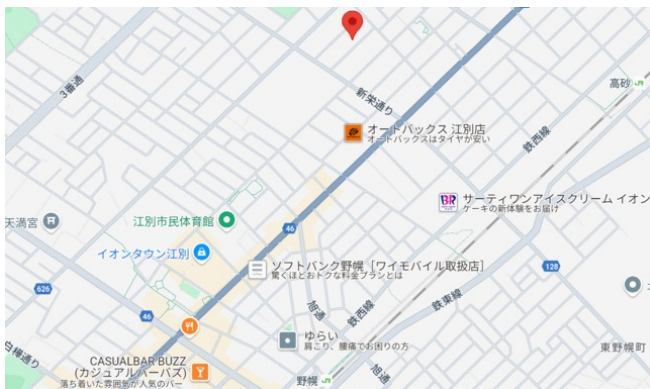 3番通
新栄通り
高砂
オートバックス 江別店
オートバックスはタイヤが安い
鉄西線
サーティワンアイスクリーム イオン
ケーキの新体験をお届け
天満宮
江別市民体育館
46
イオンタウン江別
ソフトバンク野幌［ワイモバイル取扱店］
驚くほどおトクな料金プランとは
128
626
旭通
鉄西線
鉄東線
46
ゆらい
肩こり、腰痛でお困りの方
東野幌町
白樺通り
CASUALBAR BUZZ
(カジュアルバーバズ)
落ち着いた雰囲気が人気のバー
野幌
旭通